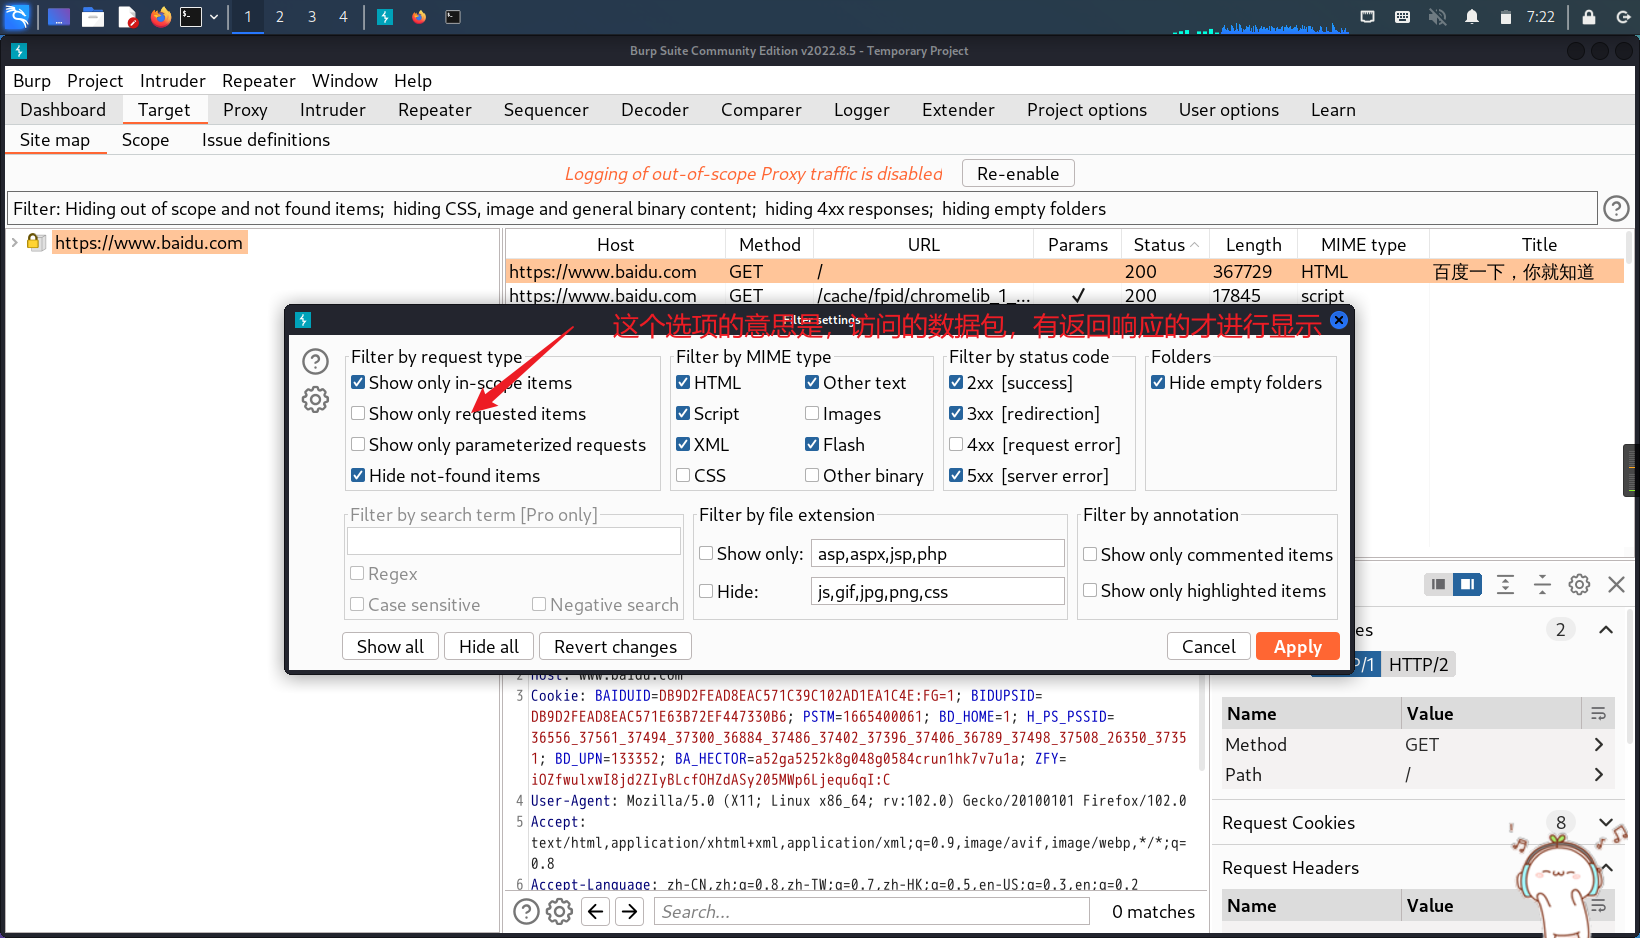 1 2 3 4 7:22
Burp Suite Community Edition v2022.8.5 - Temporary Project
Burp Project Intruder Repeater Window Help
Dashboard Target Proxy Intruder Repeater Sequencer Decoder Comparer Logger Extender Project options User options Learn
Site map Scope Issue definitions
Logging of out-of-scope Proxy traffic is disabled Re-enable
Filter: Hiding out of scope and not found items; hiding CSS, image and general binary content; hiding 4xx responses; hiding empty folders
https://www.baidu.com
Host Method URL Params Status Length MIME type Title
https://www.baidu.com GET / 200 367729 HTML 百度一下，你就知道
https://www.baidu.com GET /cache/fpid/chromelib_1_... ✓ 200 17845 script
Filter settings
这个选项的意思是，访问的数据包，有返回响应的才进行显示
Filter by request type
Show only in-scope items
Show only requested items
Show only parameterized requests
Hide not-found items
Filter by MIME type
HTML Other text
Script Images
XML Flash
CSS Other binary
Filter by status code
2xx [success]
3xx [redirection]
4xx [request error]
5xx [server error]
Folders
Hide empty folders
Filter by search term [Pro only]
Regex
Case sensitive Negative search
Filter by file extension
Show only: asp,aspx,jsp,php
Hide: js,gif,jpg,png,css
Filter by annotation
Show only commented items
Show only highlighted items
Show all Hide all Revert changes Cancel Apply
2 Host: www.baidu.com
3 Cookie: BAIDUID=DB9D2FEAD8EAC571C39C102AD1EA1C4E:FG=1; BIDUPSID=
DB9D2FEAD8EAC571E63B72EF447330B6; PSTM=1665400061; BD_HOME=1; H_PS_PSSID=
36556_37561_37494_37300_36884_37486_37402_37396_37406_36789_37498_37508_26350_3735
1; BD_UPN=133352; BA_HECTOR=a52ga5252k8g048g0584crun1hk7v7u1a; ZFY=
iOZfwulxwI8jd2ZIyBLcfOHZdASy205MWp6Ljequ6qI:C
4 User-Agent: Mozilla/5.0 (X11; Linux x86_64; rv:102.0) Gecko/20100101 Firefox/102.0
5 Accept:
text/html,application/xhtml+xml,application/xml;q=0.9,image/avif,image/webp,*/*;q=
0.8
6 Accept-Language: zh-CN,zh;q=0.8,zh-TW;q=0.7,zh-HK;q=0.5,en-US;q=0.3,en;q=0.2
Search... 0 matches
es 2
P/1 HTTP/2
Name Value
Method GET
Path /
Request Cookies 8
Request Headers
Name Value